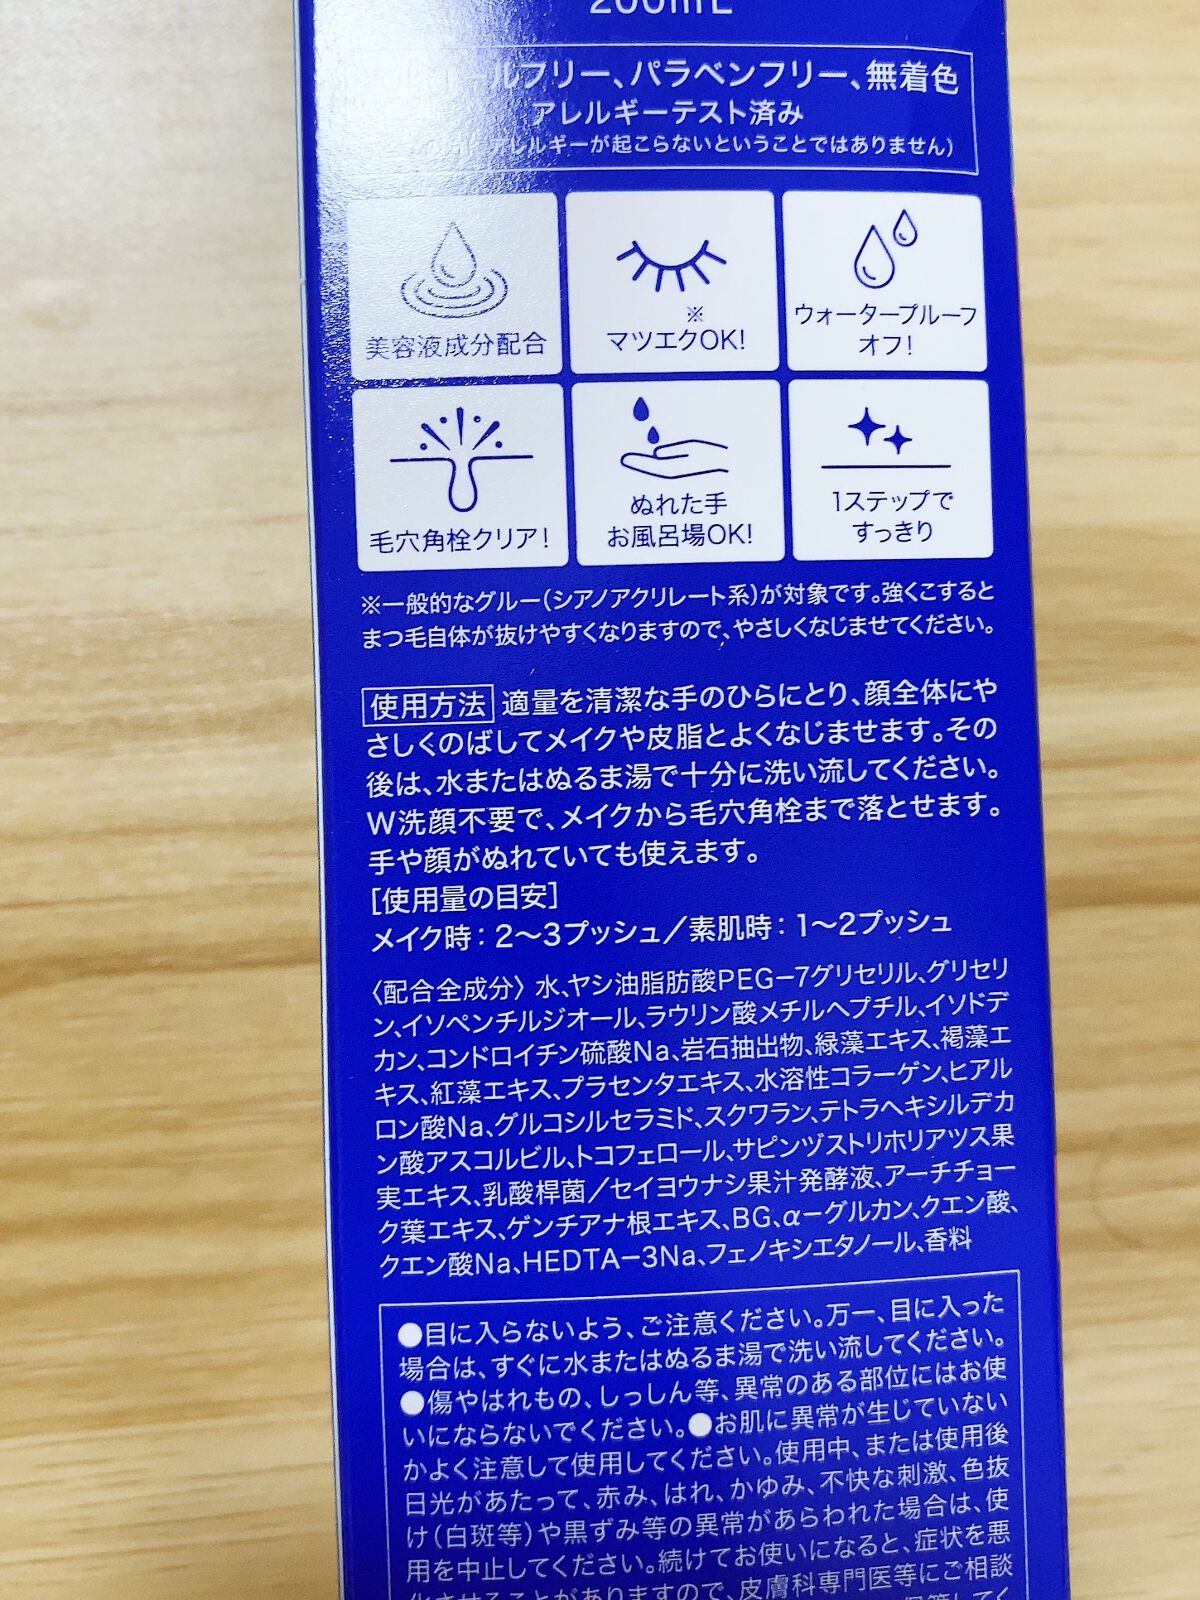 200mL
ールフリー、パラベンフリー、無着色
アレルギーテスト済み
アレルギーが起こらないということではありません)
美容液成分配合
※
マツエクOK!
ウォータープルーフ
オフ!
毛穴角栓クリア!
ぬれた手
お風呂場OK!
1ステップで
すっきり
※一般的なグルー(シアノアクリレート系)が対象です。強くこすると
まつ毛自体が抜けやすくなりますので、やさしくなじませてください。
使用方法 適量を清潔な手のひらにとり、顔全体にや
さしくのばしてメイクや皮脂とよくなじませます。その
後は、水またはぬるま湯で十分に洗い流してください。
W洗顔不要で、メイクから毛穴角栓まで落とせます。
手や顔がぬれていても使えます。
[使用量の目安]
メイク時:2〜3プッシュ/素肌時:1〜2プッシュ
〈配合全成分〉水、ヤシ油脂肪酸PEG-7グリセリル、グリセリ
ン、イソペンチルジオール、ラウリン酸メチルヘプチル、イソドデ
カン、コンドロイチン硫酸Na、岩石抽出物、緑藻エキス、褐藻エ
キス、紅藻エキス、プラセンタエキス、水溶性コラーゲン、ヒアル
ロン酸Na、グルコシルセラミド、スクワラン、テトラヘキシルデカ
ン酸アスコルビル、トコフェロール、サピンヅストリホリアツス果
実エキス、乳酸桿菌/セイヨウナシ果汁発酵液、アーチチョー
ク葉エキス、ゲンチアナ根エキス、BG、α-グルカン、クエン酸、
クエン酸Na、HEDTA-3Na、フェノキシエタノール、香料
●目に入らないよう、ご注意ください。万一、目に入った
場合は、すぐに水またはぬるま湯で洗い流してください。
●傷やはれもの、しっしん等、異常のある部位にはお使
いにならないでください。●お肌に異常が生じていない
かよく注意して使用してください。使用中、または使用後
日光があたって、赤み、はれ、かゆみ、不快な刺激、色抜
け(白斑等)や黒ずみ等の異常があらわれた場合は、使
用を中止してください。続けてお使いになると、症状を悪
化させることがありますので、皮膚科専門医等にご相談